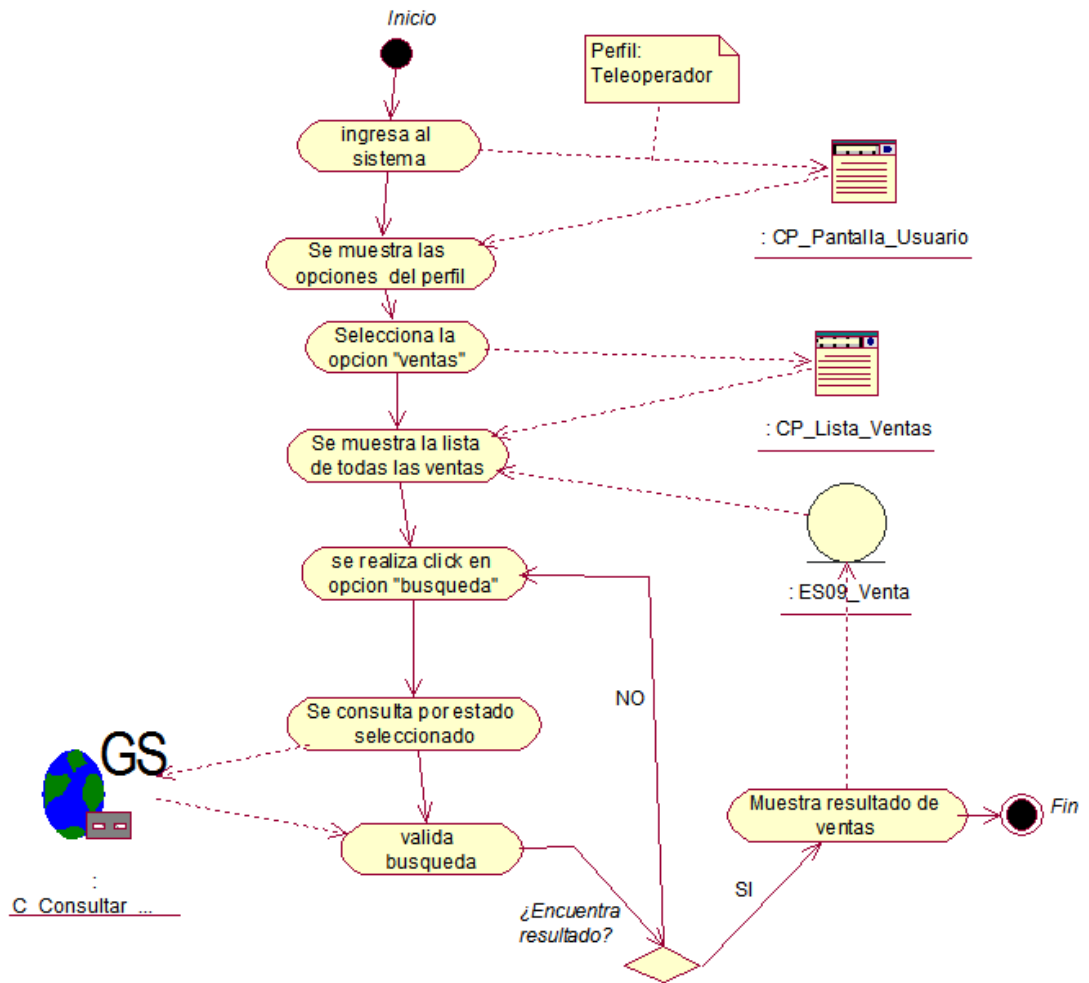 Inicio
Perfil:
Teleoperador
ingresa al
sistema
: CP_Pantalla_Usuario
Se muestra las
opciones del perfil
Selecciona la
opcion "ventas"
: CP_Lista_Ventas
Se muestra la lista
de todas las ventas
se realiza click en
opcion "busqueda"
: ES09_Venta
NO
Se consulta por estado
seleccionado
GS
Muestra resultado de
ventas
Fin
valida
busqueda
:
C_Consultar_...
SI
¿Encuentra
resultado?